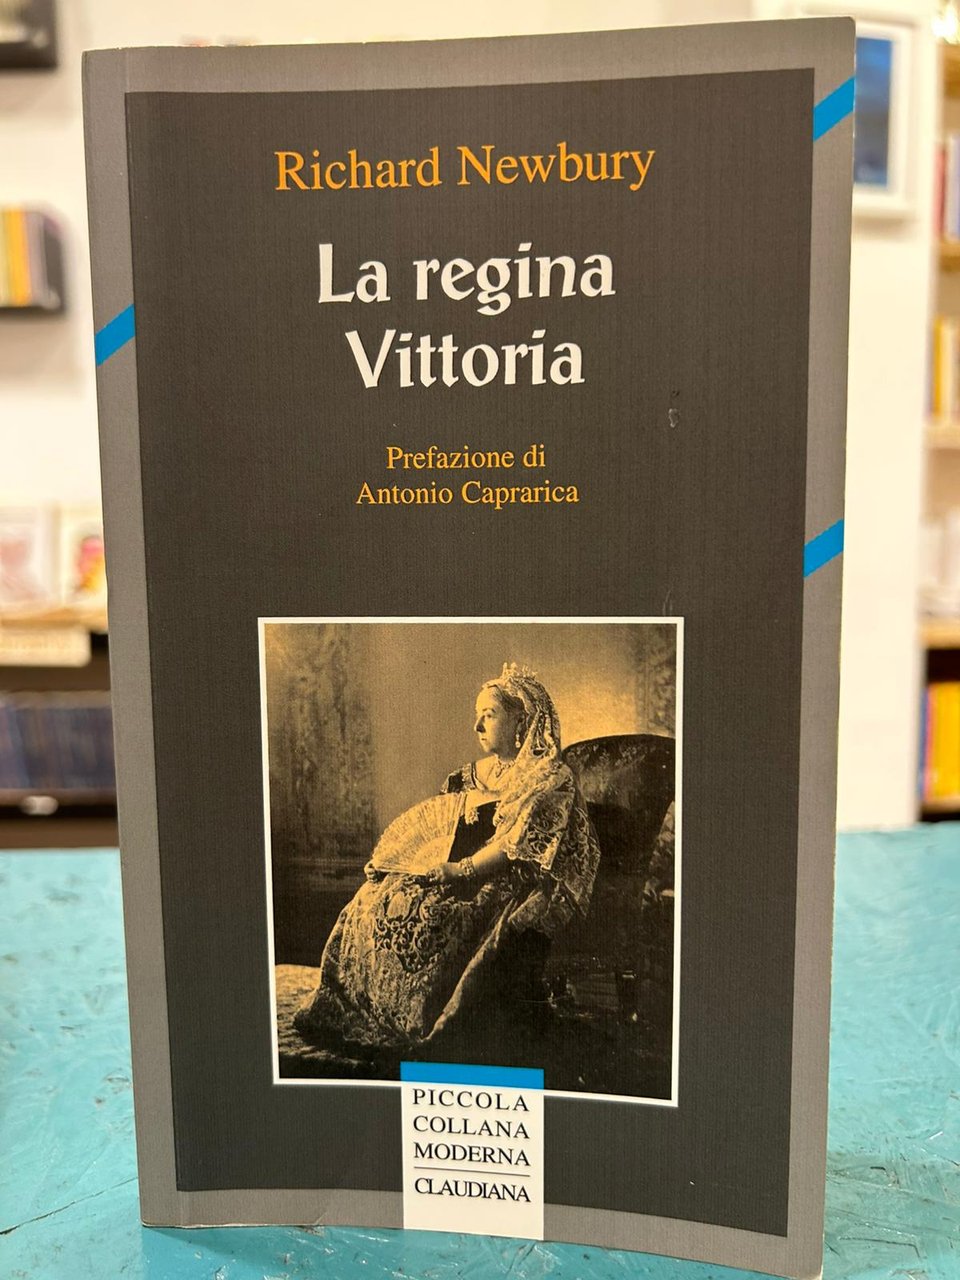 Richard Newbury
La regina
Vittoria
Prefazione di
Antonio Caprarica
PICCOLA
COLLANA
MODERNA
CLAUDIANA